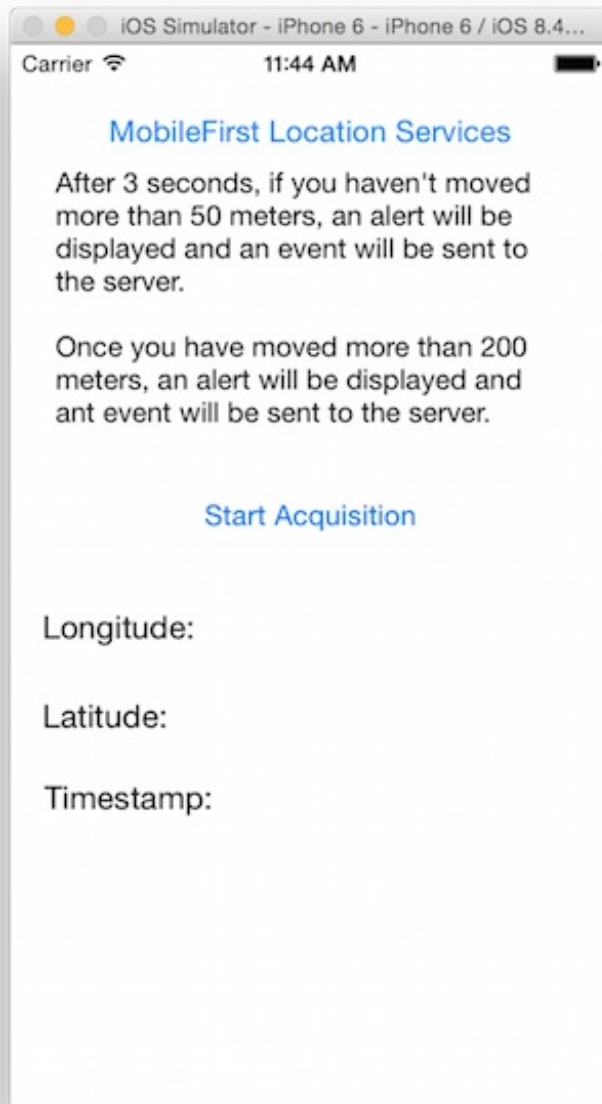 iOS Simulator - iPhone 6 - iPhone 6 / iOS 8.4...
Carrier 11:44 AM
MobileFirst Location Services
After 3 seconds, if you haven't moved
more than 50 meters, an alert will be
displayed and an event will be sent to
the server.
Once you have moved more than 200
meters, an alert will be displayed and
ant event will be sent to the server.
Start Acquisition
Longitude:
Latitude:
Timestamp: